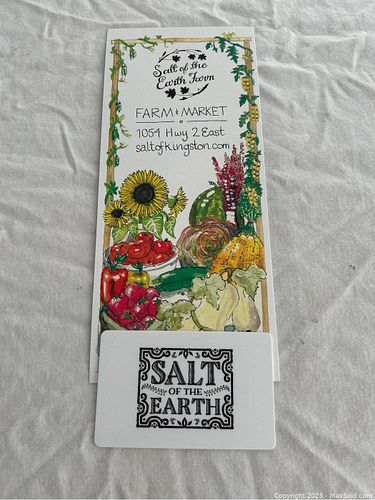 Salt of the
Earth Farm
FARM + MARKET
1054 Hwy 2 East
saltofkingston.com
SALT
OF THE
EARTH
Copyright 2023 - MaxSold.com